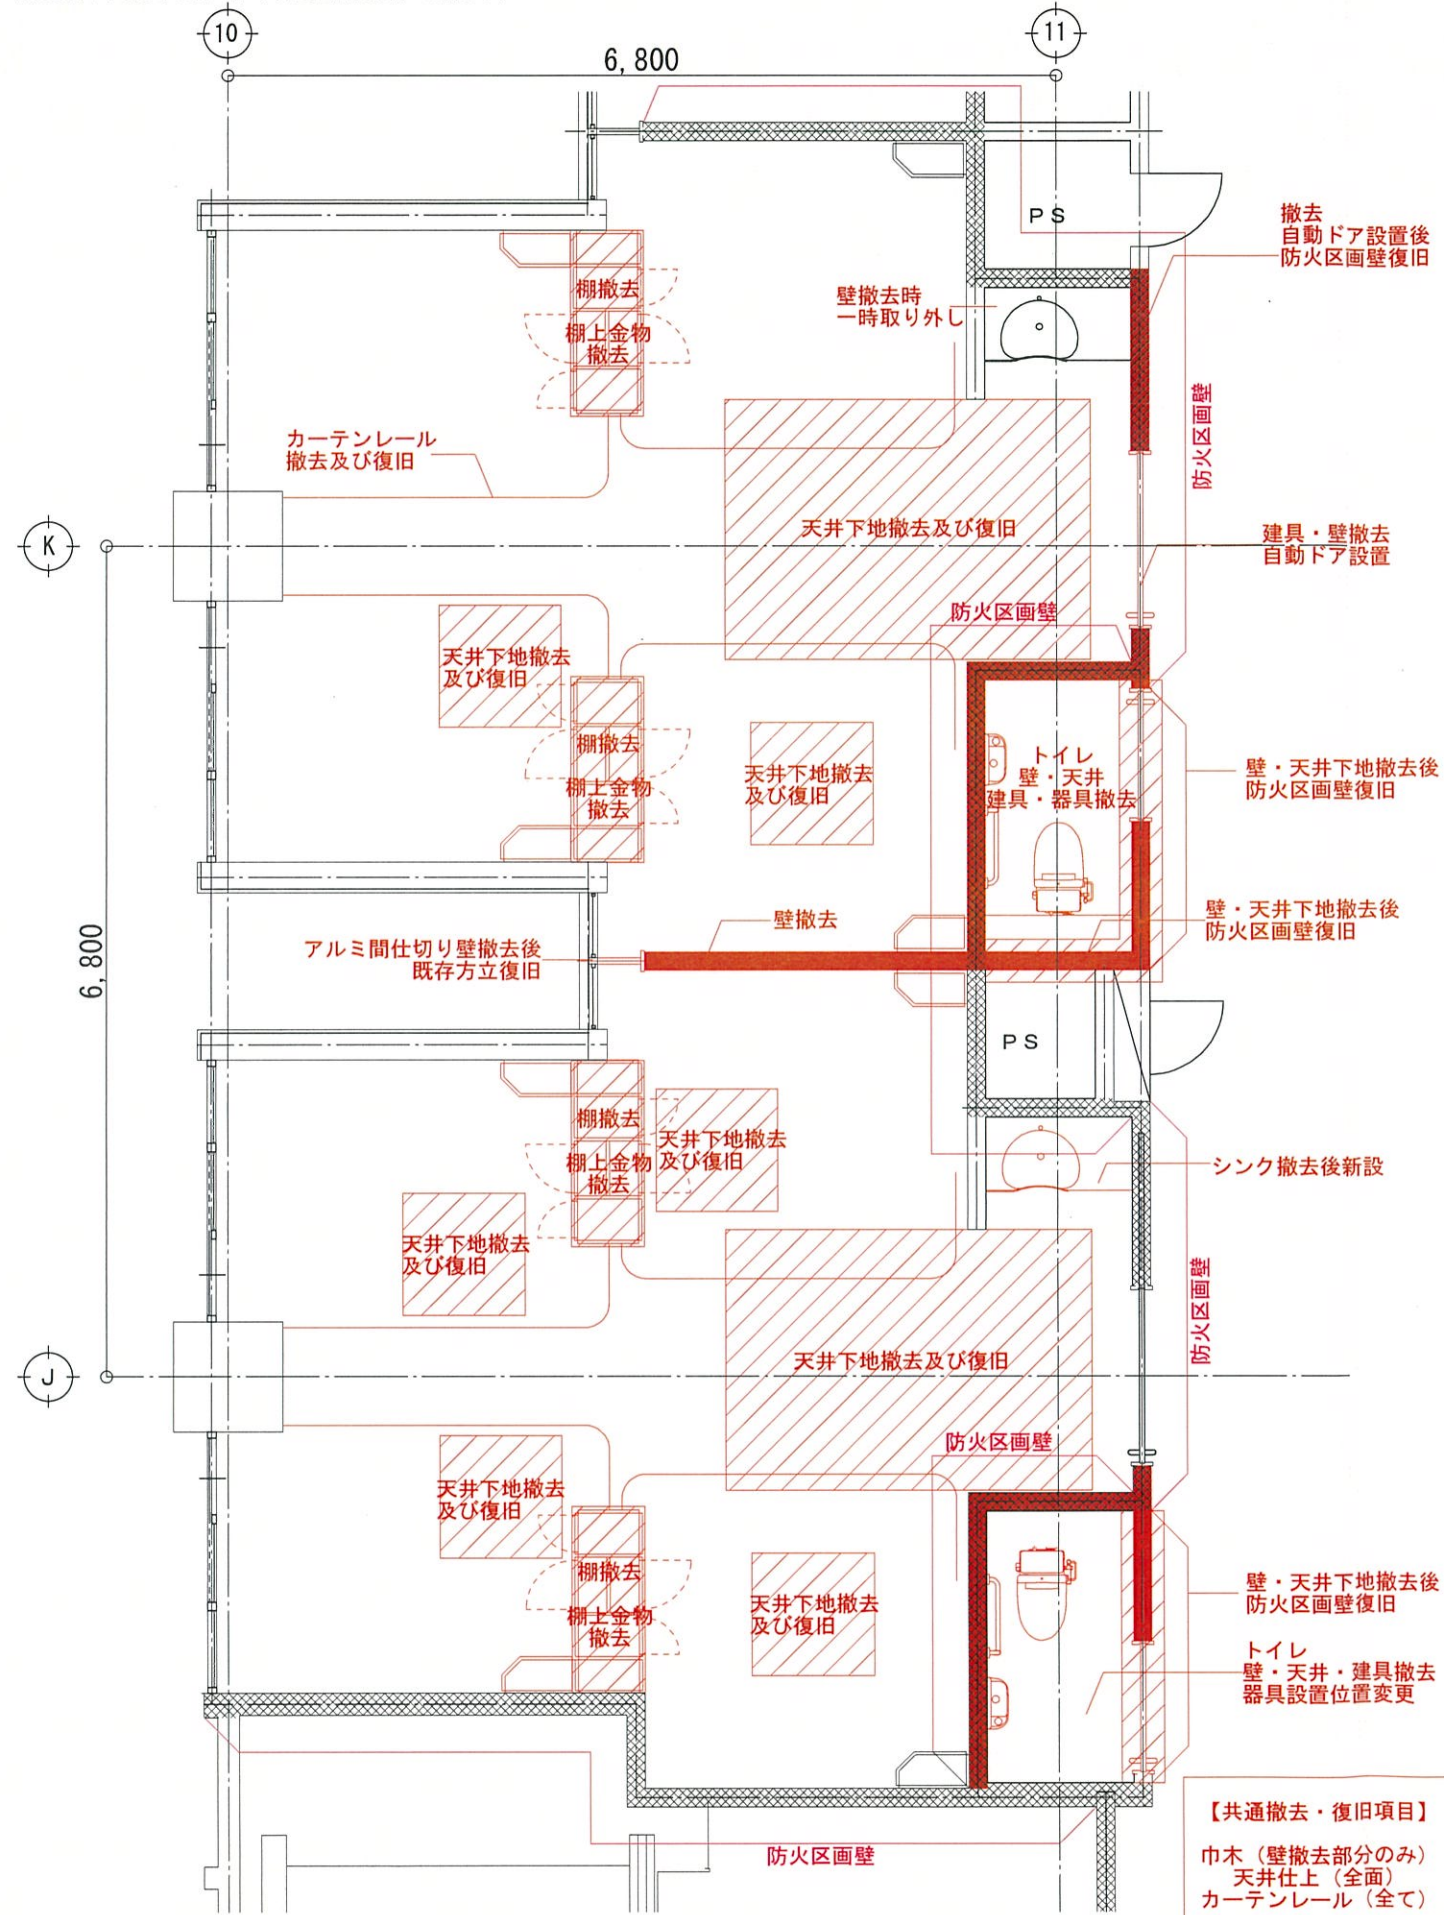 10
11
6,800
PS
撤去
自動ドア設置後
防火区画壁復旧
棚撤去
棚上金物
撤去
壁撤去時
一時取り外し
防火区画壁
カーテンレール
撤去及び復旧
天井下地撤去及び復旧
K
建具・壁撤去
自動ドア設置
防火区画壁
天井下地撤去
及び復旧
棚撤去
棚上金物
撤去
天井下地撤去
及び復旧
トイレ
壁・天井
建具・器具撤去
壁・天井下地撤去後
防火区画壁復旧
壁撤去
壁・天井下地撤去後
防火区画壁復旧
アルミ間仕切り壁撤去後
既存方立復旧
6,800
PS
棚撤去
棚上金物
撤去
天井下地撤去
及び復旧
シンク撤去後新設
天井下地撤去
及び復旧
防火区画壁
天井下地撤去及び復旧
J
防火区画壁
天井下地撤去
及び復旧
棚撤去
棚上金物
撤去
天井下地撤去
及び復旧
壁・天井下地撤去後
防火区画壁復旧
トイレ
壁・天井・建具撤去
器具設置位置変更
防火区画壁
【共通撤去・復旧項目】
巾木（壁撤去部分のみ）
天井仕上（全面）
カーテンレール（全て）